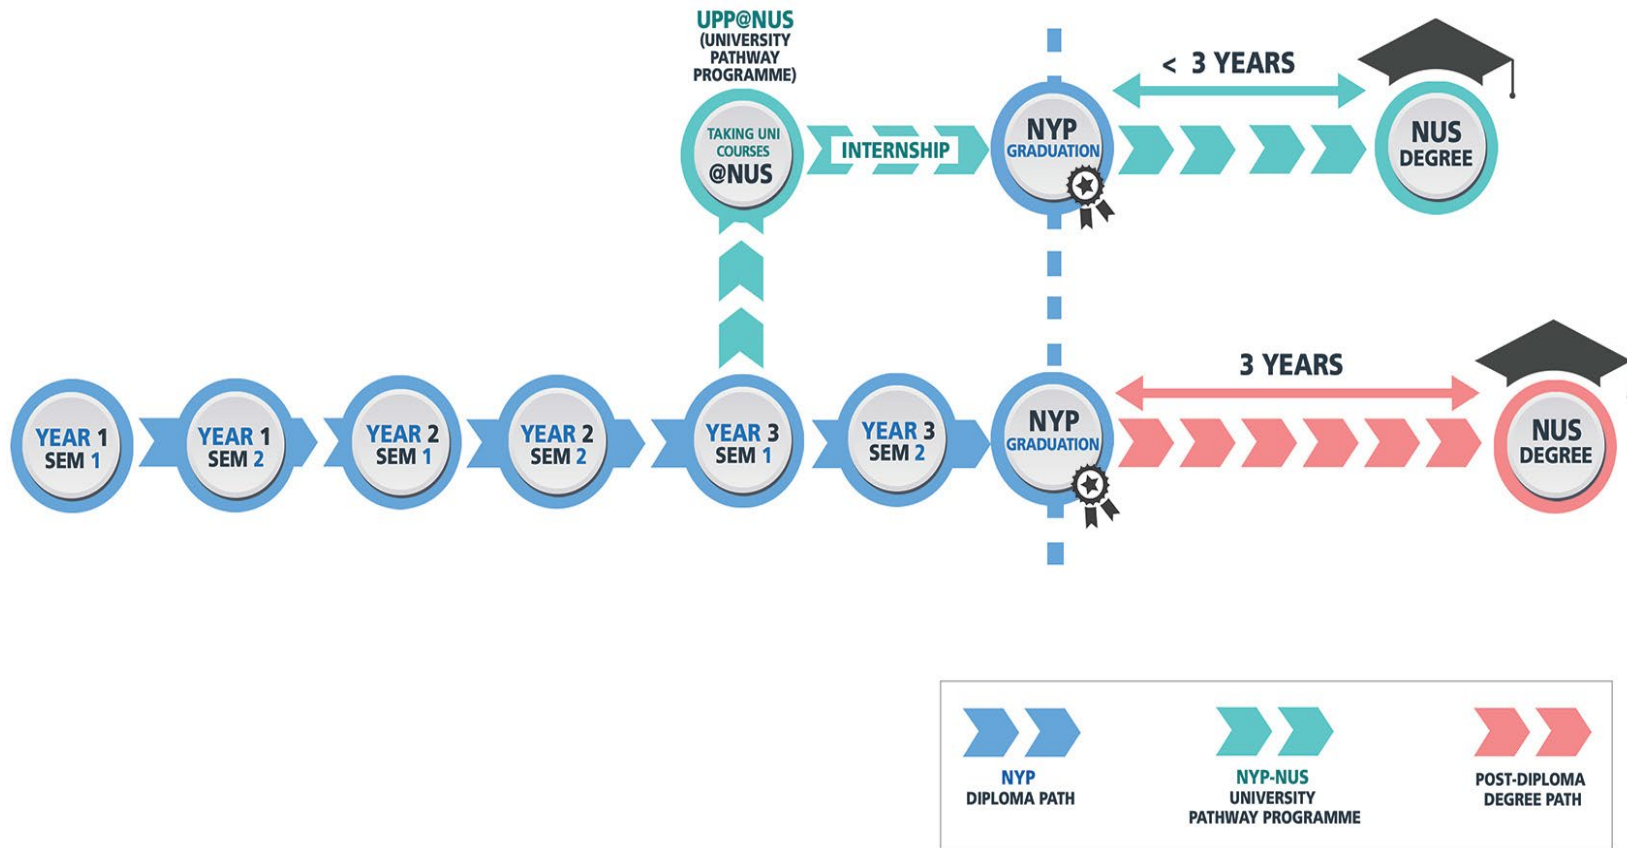 UPP@NUS
(UNIVERSITY
PATHWAY
PROGRAMME)
TAKING UNI
COURSES
@NUS
INTERNSHIP
NYP
GRADUATION
< 3 YEARS
NUS
DEGREE
YEAR 1
SEM 1
YEAR 1
SEM 2
YEAR 2
SEM 1
YEAR 2
SEM 2
YEAR 3
SEM 1
YEAR 3
SEM 2
NYP
GRADUATION
3 YEARS
NUS
DEGREE
NYP
DIPLOMA PATH
NYP-NUS
UNIVERSITY
PATHWAY PROGRAMME
POST-DIPLOMA
DEGREE PATH